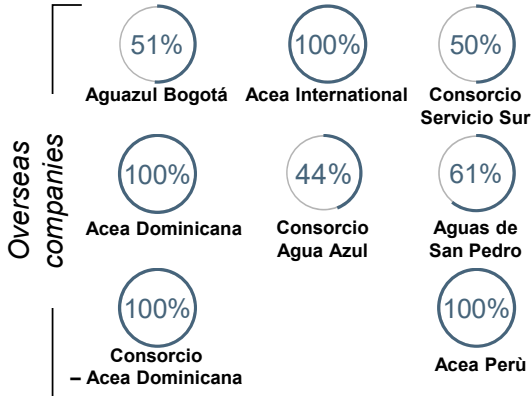 Overseas
companies
51% 100% 50%
Aguazul Bogotá Acea International Consorcio
Servicio Sur
100% 44% 61%
Acea Dominicana Consorcio Aguas de
Agua Azul San Pedro
100% 100%
Consorcio
– Acea Dominicana Acea Perù